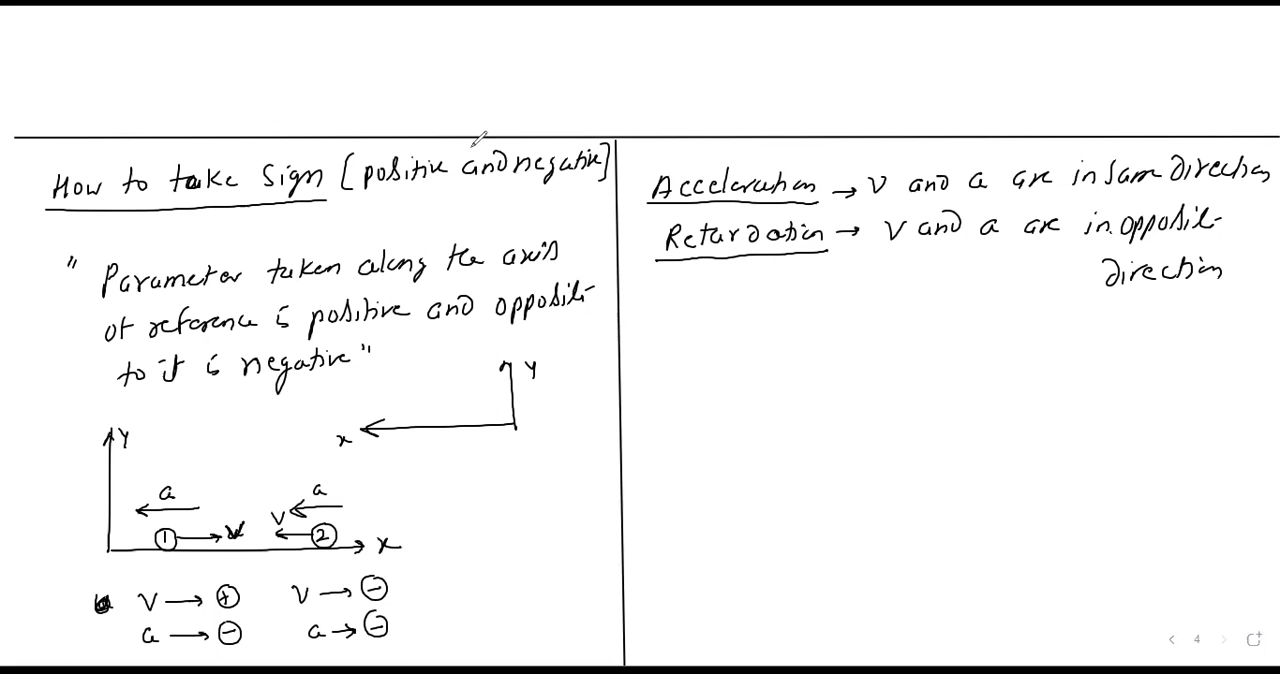 How to take Sign [positive and negative]
" Parameter taken along the axis
of reference is positive and opposite
to it is negative "
Y
x
Y
a
a
1
v
v
2
x
v → +
v → -
a → -
a → -
Acceleration → v and a are in Same direction
Retardation → v and a are in opposite
direction
4